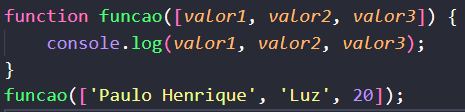 function funcao([valor1, valor2, valor3]) {
    console.log(valor1, valor2, valor3);
}
funcao(['Paulo Henrique', 'Luz', 20]);